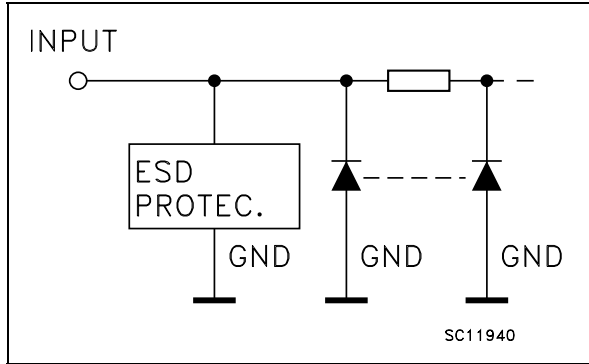 INPUT
ESD
PROTEC.
GND
GND
GND
SC11940